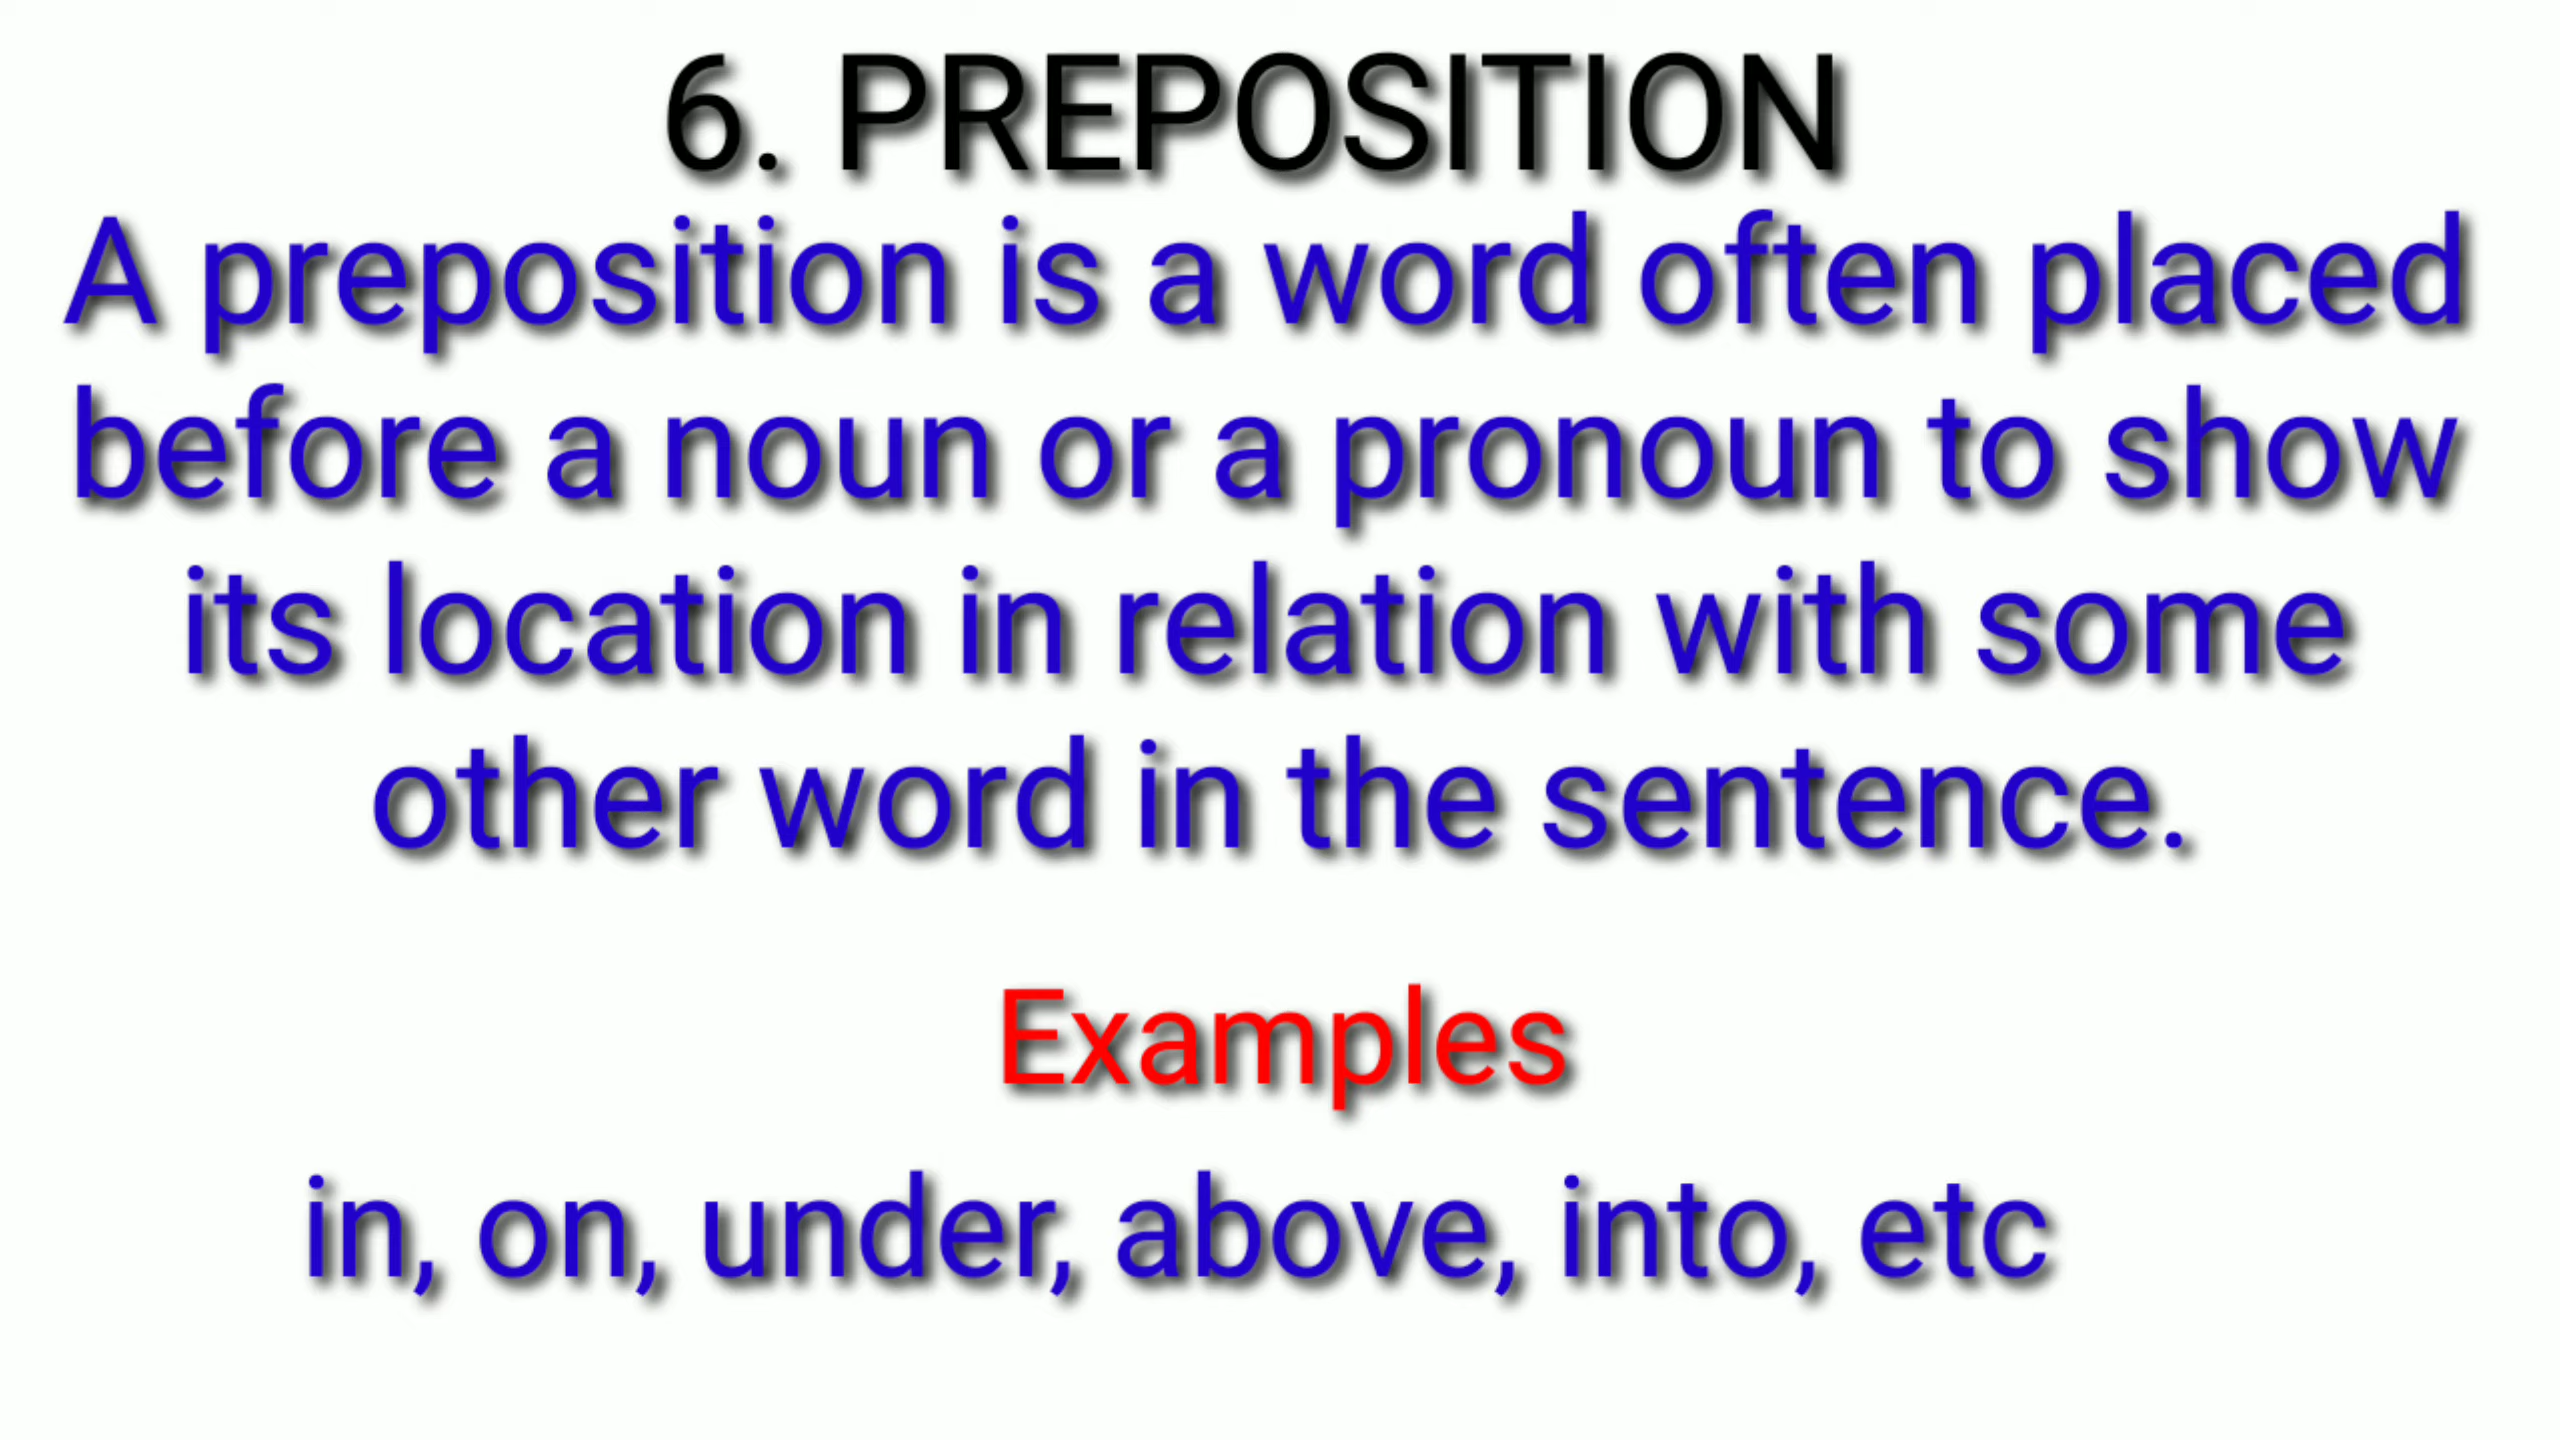 6. PREPOSITION
A preposition is a word often placed
before a noun or a pronoun to show
its location in relation with some
other word in the sentence.
Examples
in, on, under, above, into, etc